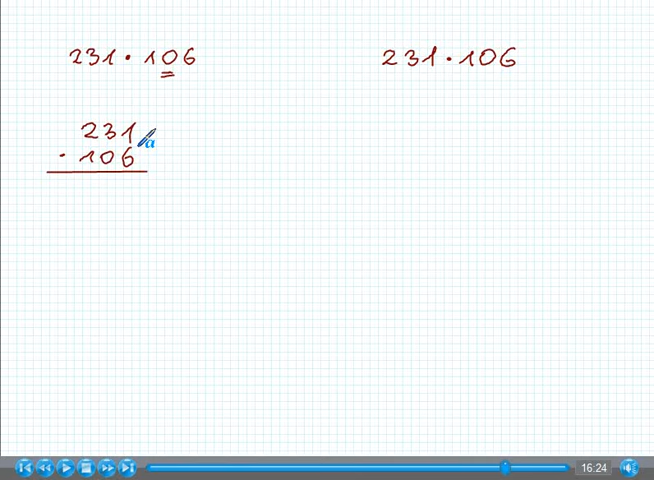 231 · 106
231 · 106
231
· 106
16:24